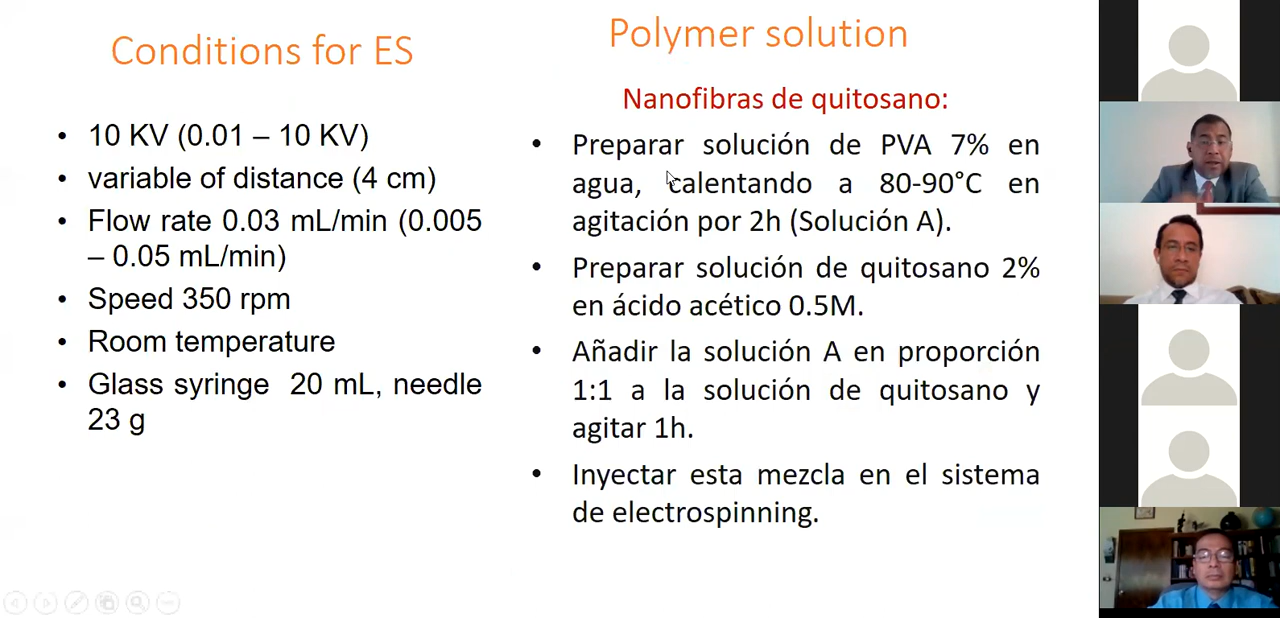 Conditions for ES
• 10 KV (0.01 – 10 KV)
• variable of distance (4 cm)
• Flow rate 0.03 mL/min (0.005
– 0.05 mL/min)
• Speed 350 rpm
• Room temperature
• Glass syringe 20 mL, needle
23 g
Polymer solution
Nanofibras de quitosano:
• Preparar solución de PVA 7% en
agua, calentando a 80-90°C en
agitación por 2h (Solución A).
• Preparar solución de quitosano 2%
en ácido acético 0.5M.
• Añadir la solución A en proporción
1:1 a la solución de quitosano y
agitar 1h.
• Inyectar esta mezcla en el sistema
de electrospinning.